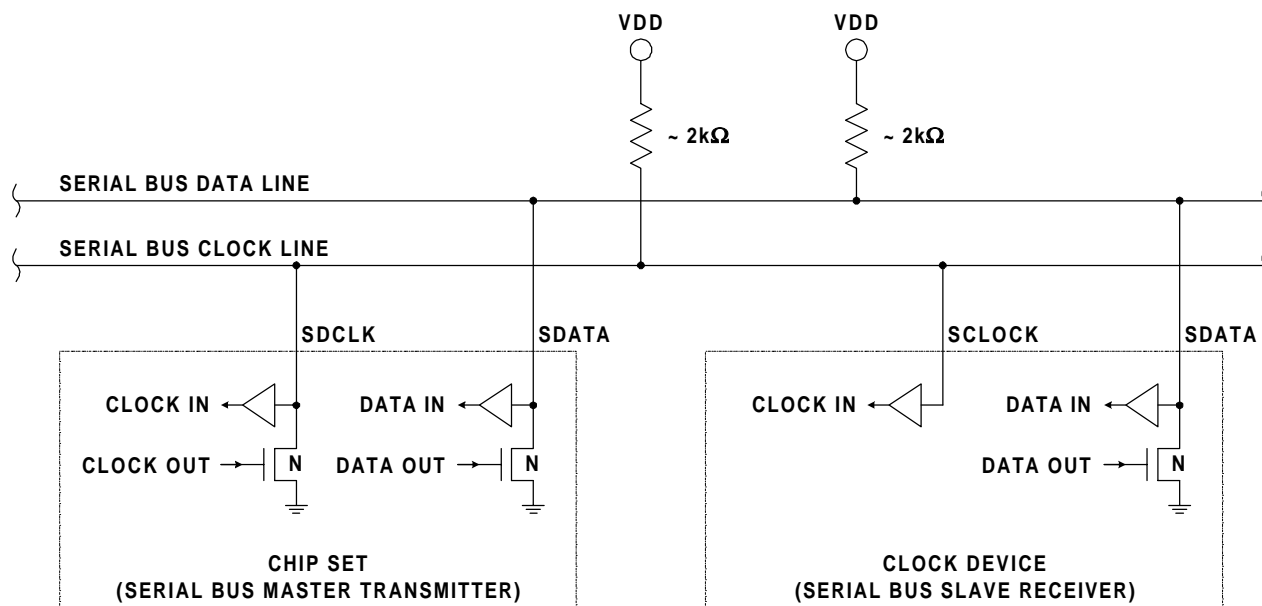 VDD
VDD
~ 2kΩ
~ 2kΩ
SERIAL BUS DATA LINE
SERIAL BUS CLOCK LINE
SDCLK
SDATA
SCLOCK
SDATA
CLOCK IN
DATA IN
CLOCK IN
DATA IN
CLOCK OUT
N
DATA OUT
N
DATA OUT
N
CHIP SET
(SERIAL BUS MASTER TRANSMITTER)
CLOCK DEVICE
(SERIAL BUS SLAVE RECEIVER)